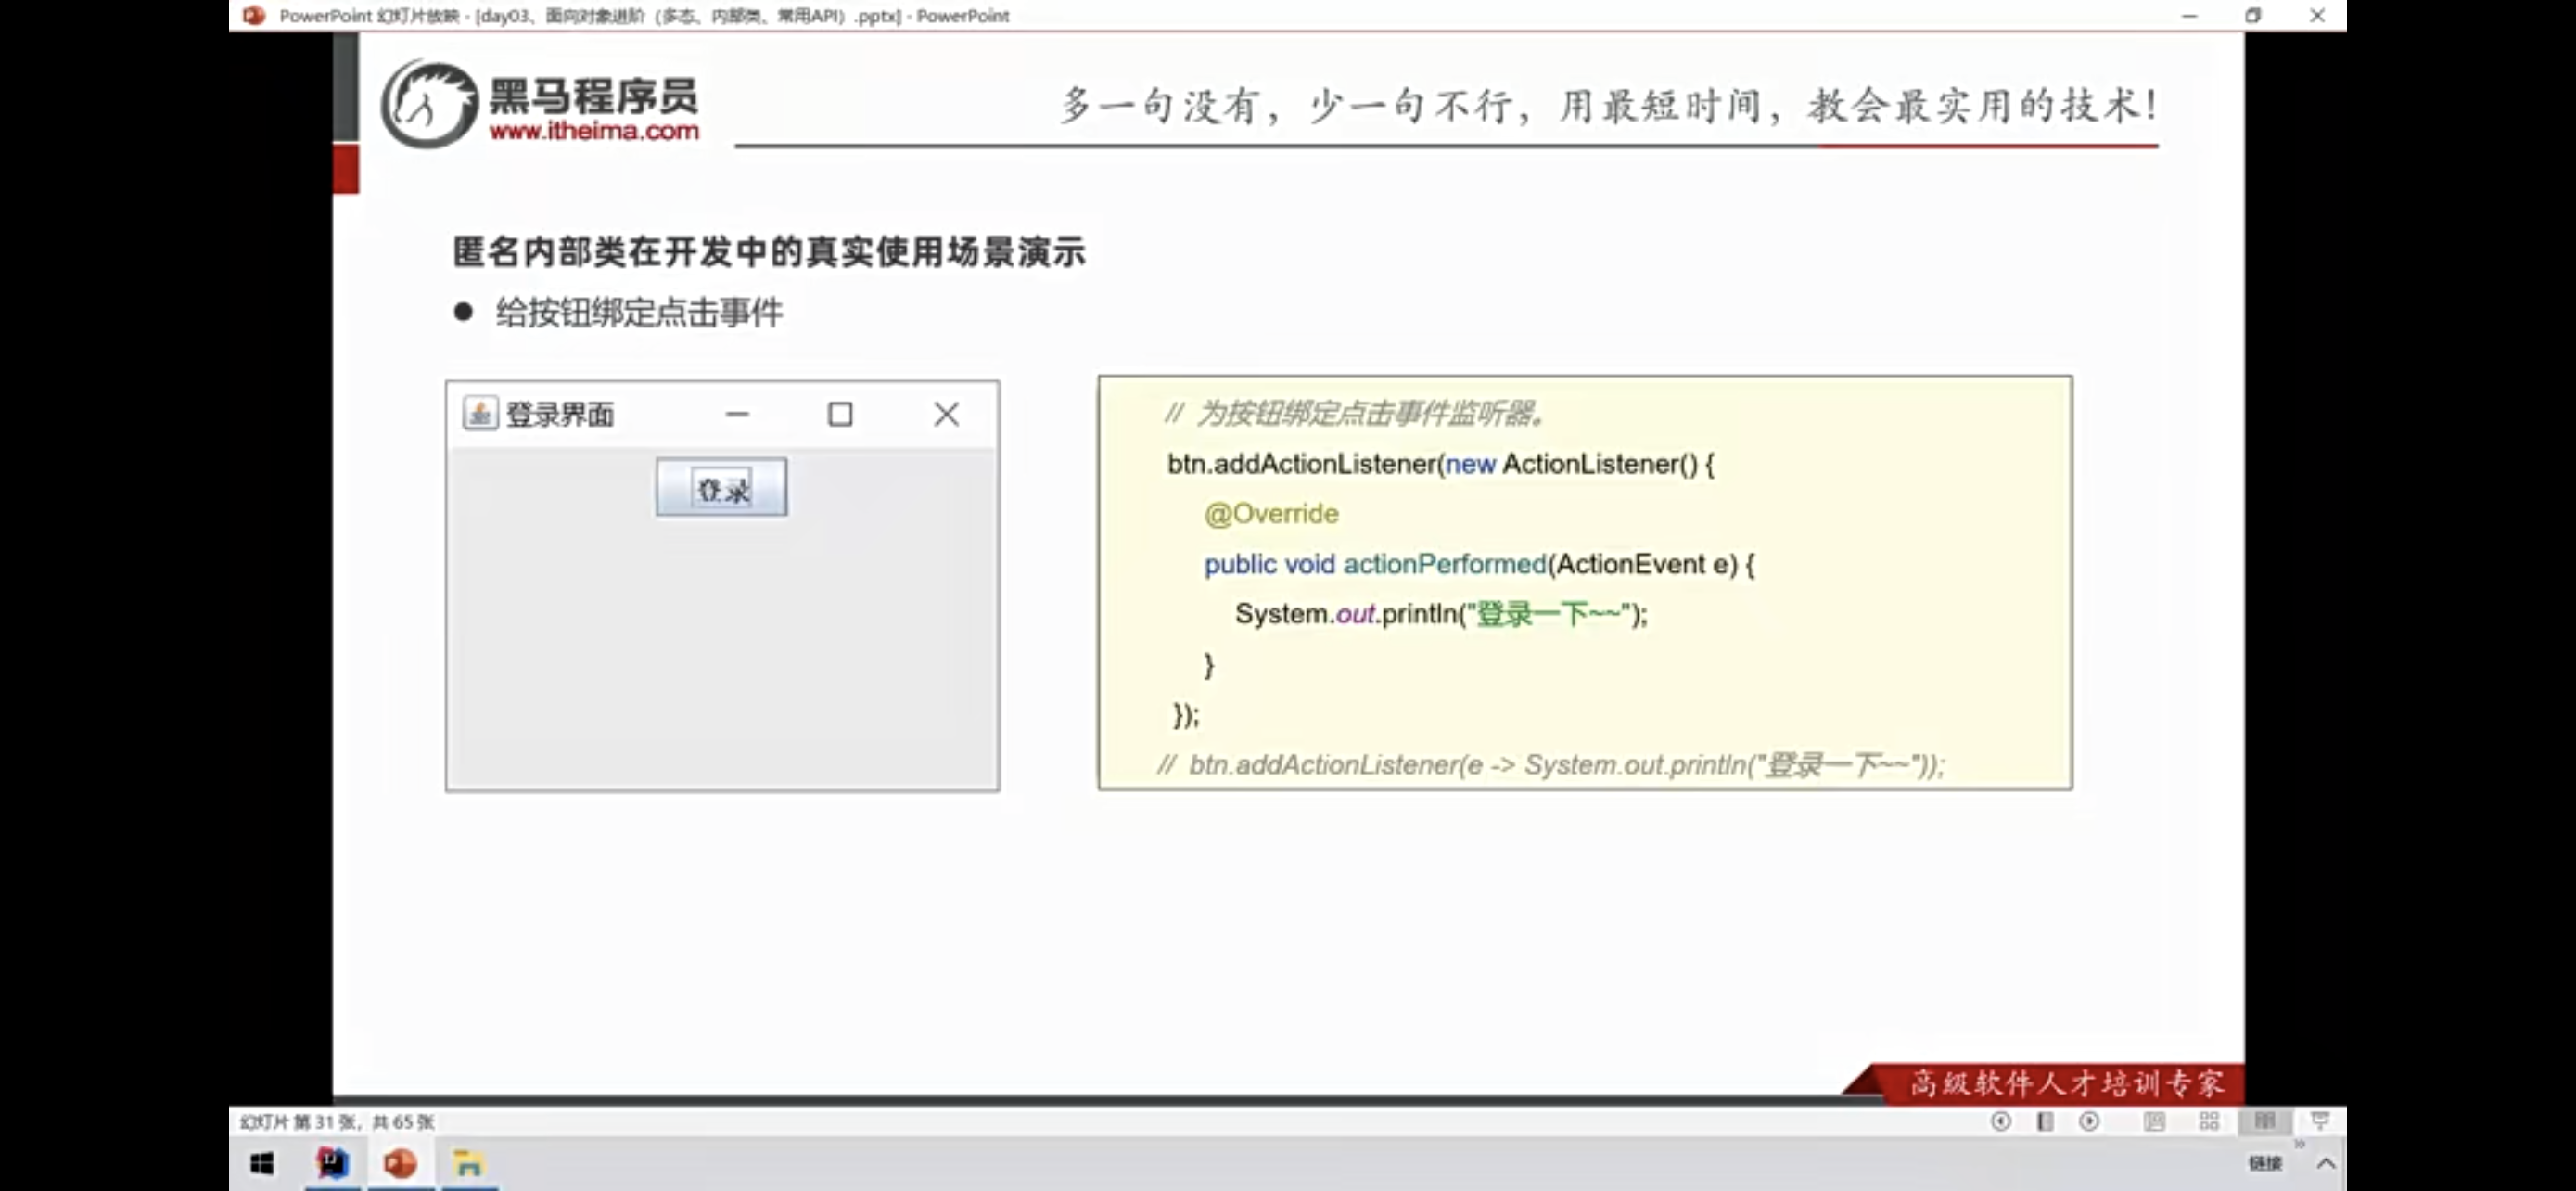 PowerPoint 幻灯片放映 - [day03、面向对象进阶（多态、内部类、常用API）.pptx] - PowerPoint
黑马程序员
www.itheima.com
多一句没有，少一句不行，用最短时间，教会最实用的技术！
匿名内部类在开发中的真实使用场景演示
● 给按钮绑定点击事件
登录界面
登录
// 为按钮绑定点击事件监听器。
btn.addActionListener(new ActionListener() {
@Override
public void actionPerformed(ActionEvent e) {
System.out.println("登录一下~~");
}
});
// btn.addActionListener(e -> System.out.println("登录一下~~"));
高级软件人才培训专家
幻灯片 第 31 张，共 65 张
链接